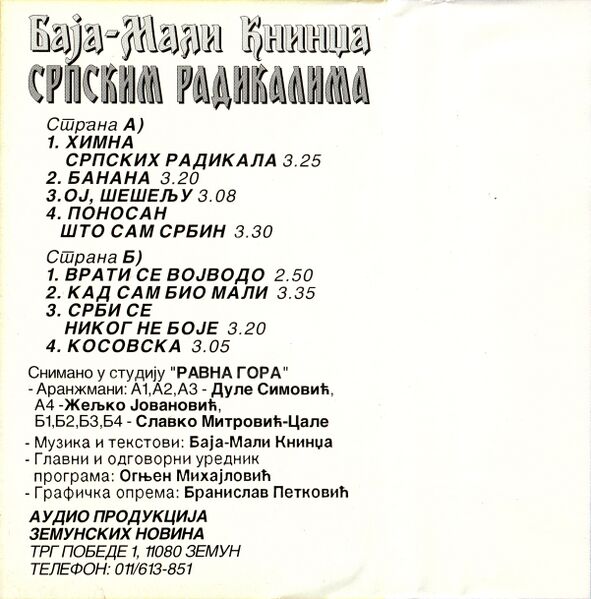 Баја-Мали Книнџа
СРПСКИМ РАДИКАЛИМА
Страна А)
1. ХИМНА
СРПСКИХ РАДИКАЛА 3.25
2. БАНАНА 3.20
3.ОЈ, ШЕШЕЉУ 3.08
4. ПОНОСАН
ШТО САМ СРБИН 3.30
Страна Б)
1. ВРАТИ СЕ ВОЈВОДО 2.50
2. КАД САМ БИО МАЛИ 3.35
3. СРБИ СЕ
НИКОГ НЕ БОЈЕ 3.20
4. КОСОВСКА 3.05
Снимано у студију "РАВНА ГОРА"
- Аранжмани: А1,А2,А3 - Дуле Симовић,
А4 -Жељко Јовановић,
Б1,Б2,Б3,Б4 - Славко Митровић-Цале
- Музика и текстови: Баја-Мали Книнџа
- Главни и одговорни уредник
програма: Огњен Михајловић
- Графичка опрема: Бранислав Петковић
АУДИО ПРОДУКЦИЈА
ЗЕМУНСКИХ НОВИНА
ТРГ ПОБЕДЕ 1, 11080 ЗЕМУН
ТЕЛЕФОН: 011/613-851